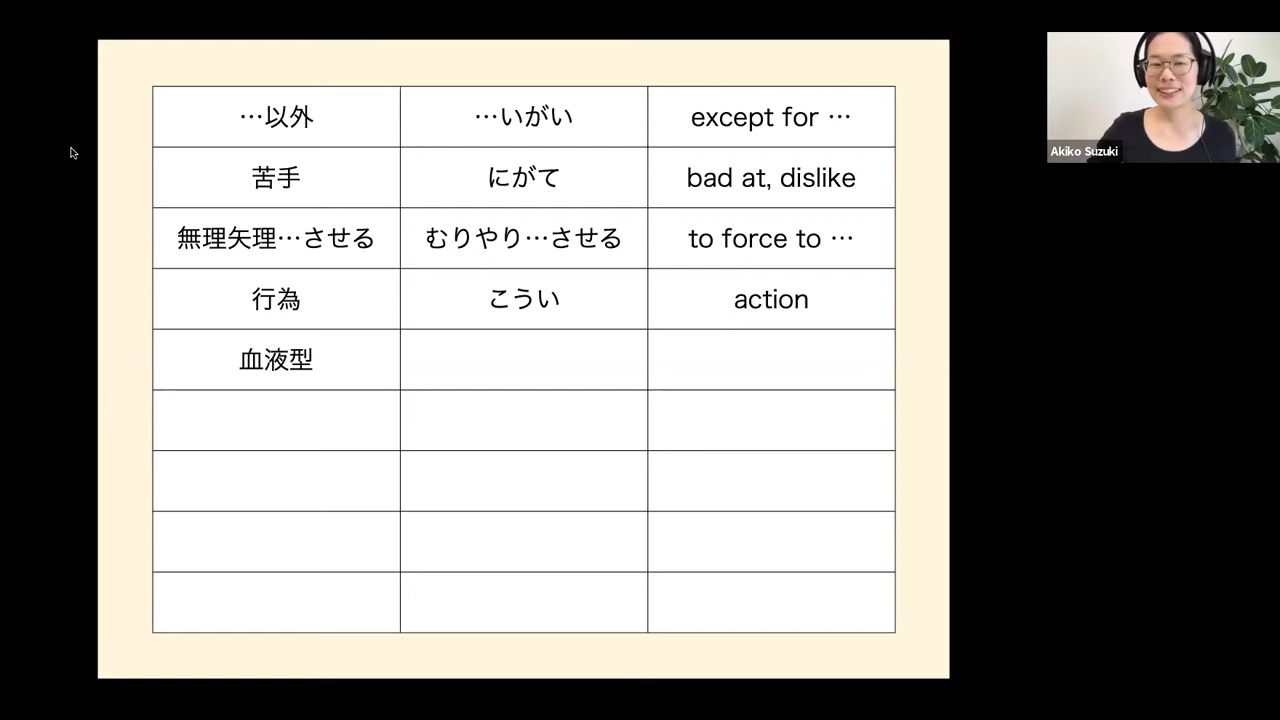 …以外 …いがい except for …
苦手 にがて bad at, dislike
無理矢理…させる むりやり…させる to force to …
行為 こうい action
血液型
Akiko Suzuki